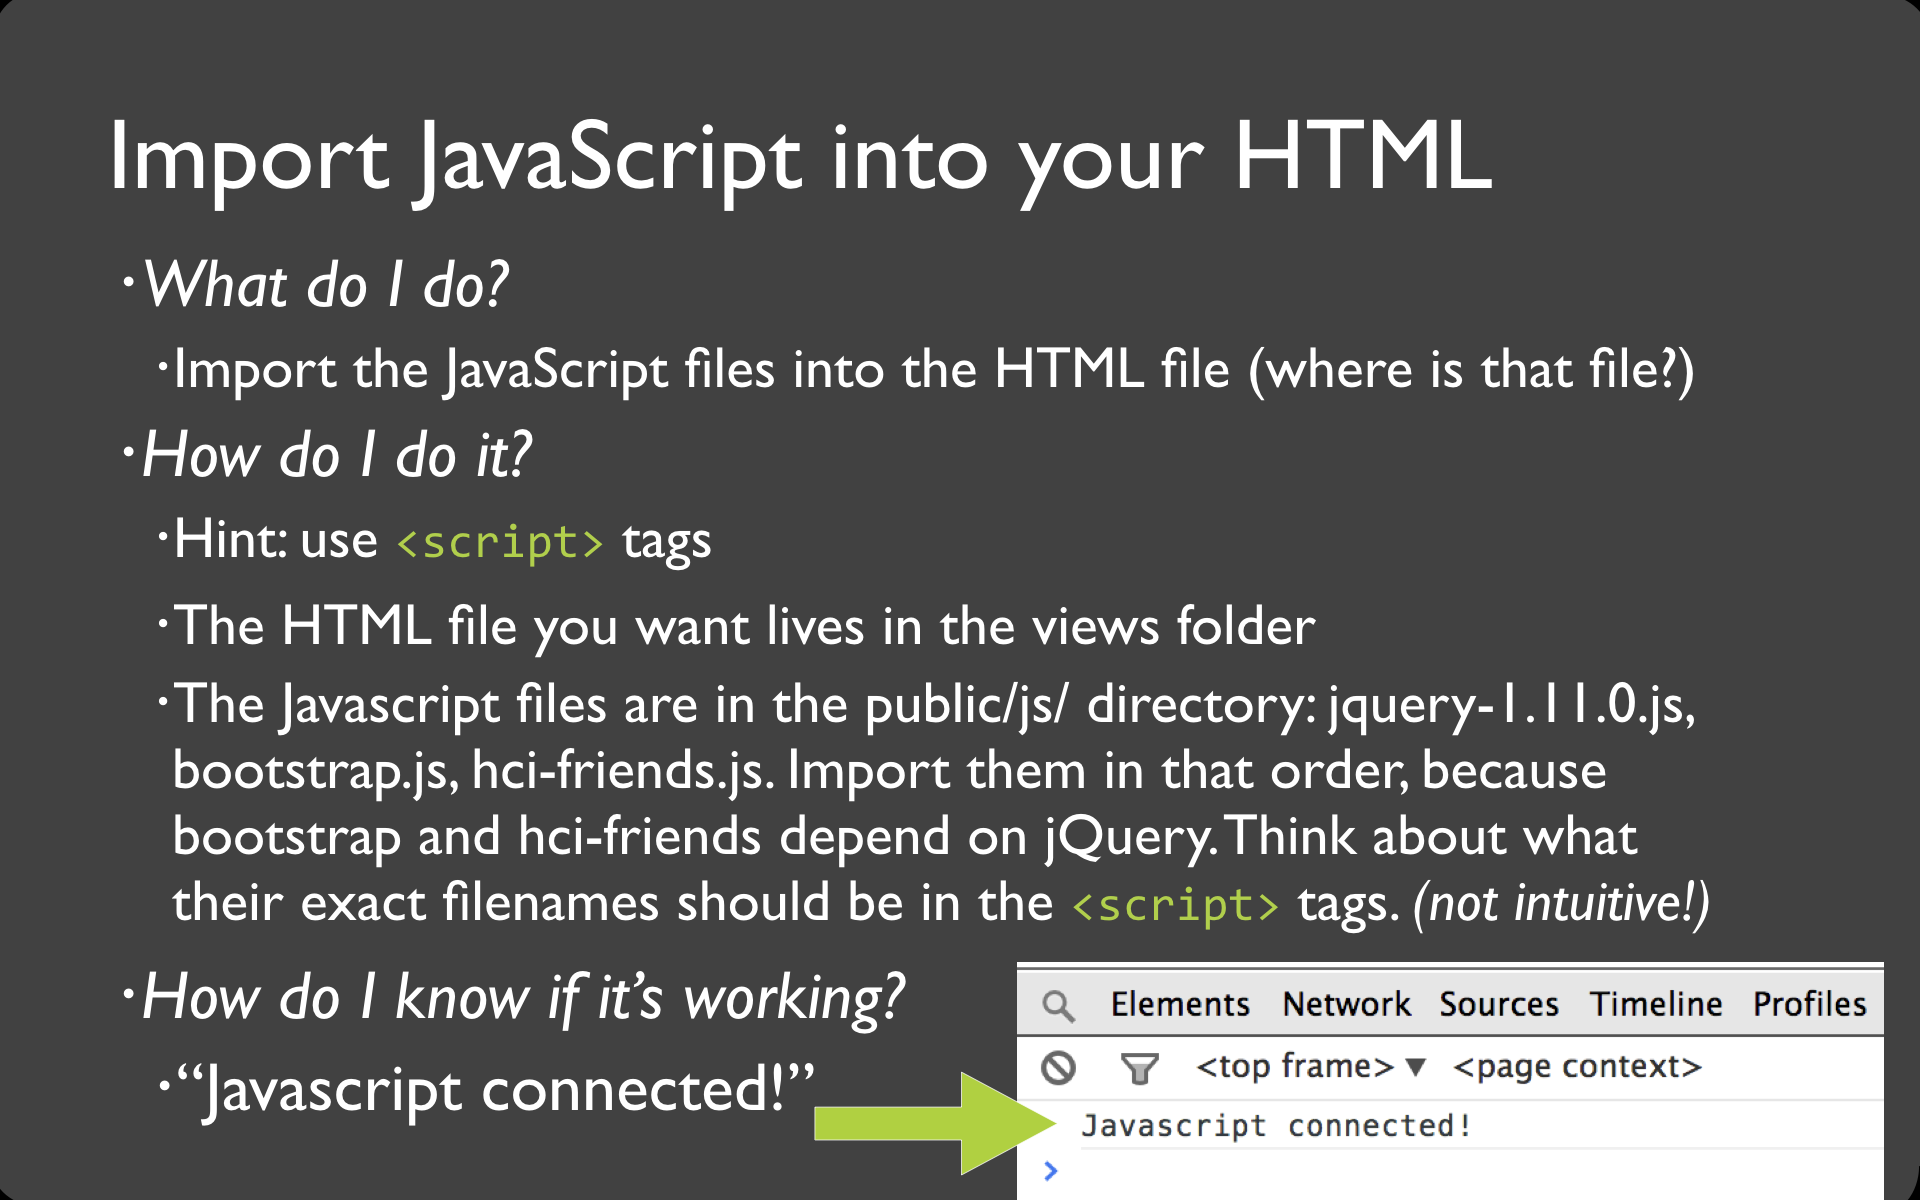 Import JavaScript into your HTML
•What do I do?
•Import the JavaScript files into the HTML file (where is that file?)
•How do I do it?
•Hint: use <script> tags
•The HTML file you want lives in the views folder
•The Javascript files are in the public/js/ directory: jquery-1.11.0.js,
bootstrap.js, hci-friends.js. Import them in that order, because
bootstrap and hci-friends depend on jQuery. Think about what
their exact filenames should be in the <script> tags. (not intuitive!)
•How do I know if it’s working?
•“Javascript connected!”
Elements Network Sources Timeline Profiles
<top frame> ▼ <page context>
Javascript connected!
>